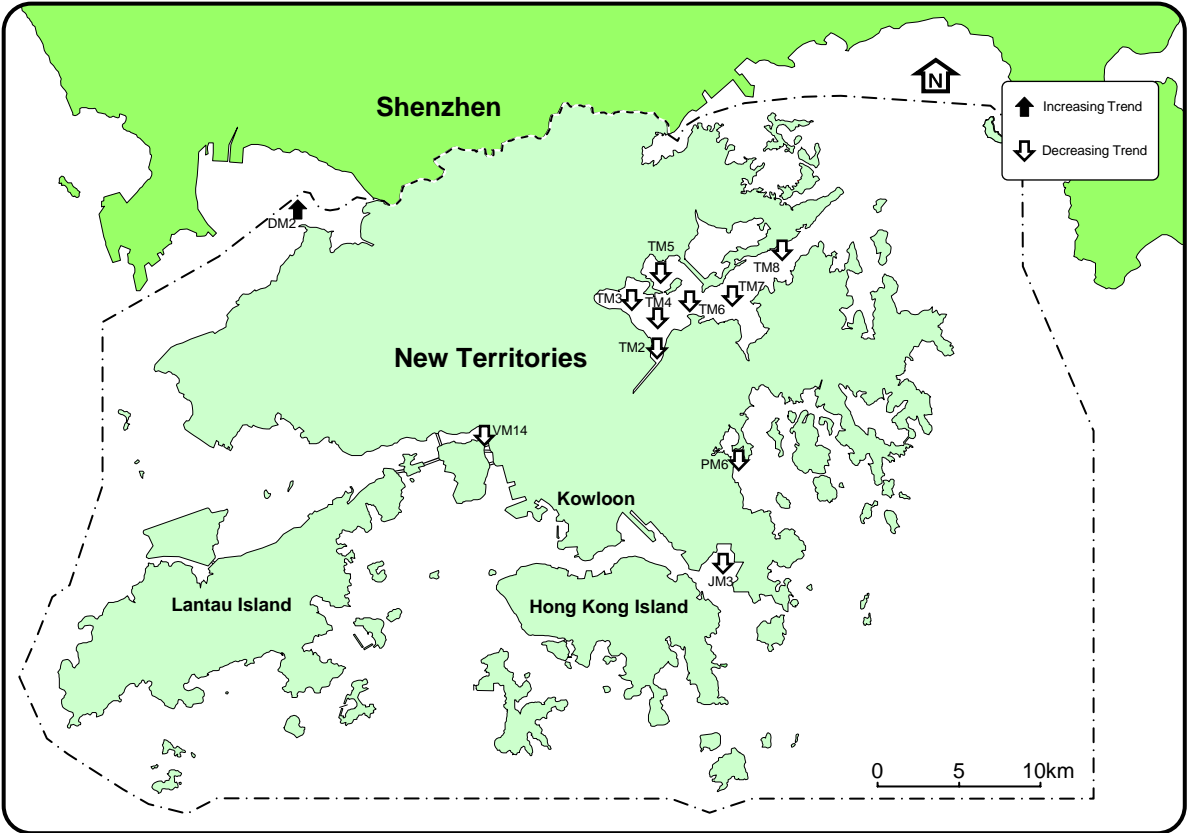 Shenzhen
N
Increasing Trend
Decreasing Trend
DM2
TM5
TM8
TM7
TM3
TM4
TM6
TM2
New Territories
VM14
PM6
Kowloon
JM3
Lantau Island
Hong Kong Island
0 5 10km